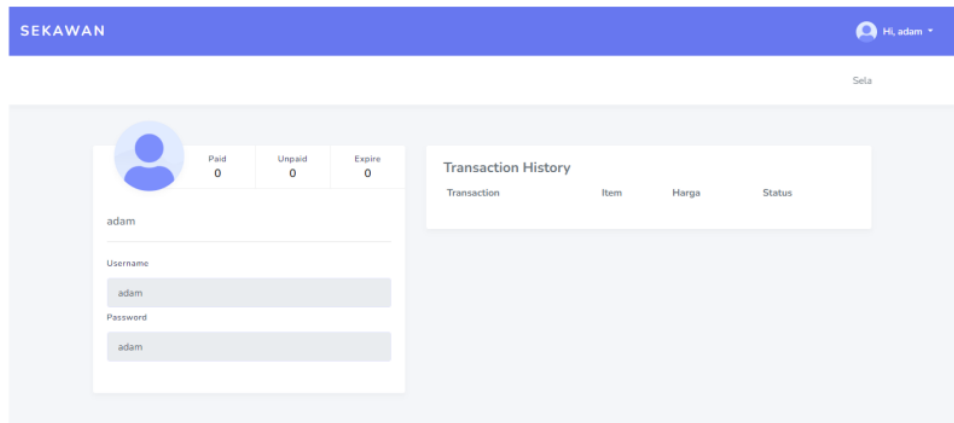 SEKAWAN
Hi, adam
Sela
Paid Unpaid Expire
0 0 0
adam
Username
adam
Password
adam
Transaction History
Transaction Item Harga Status